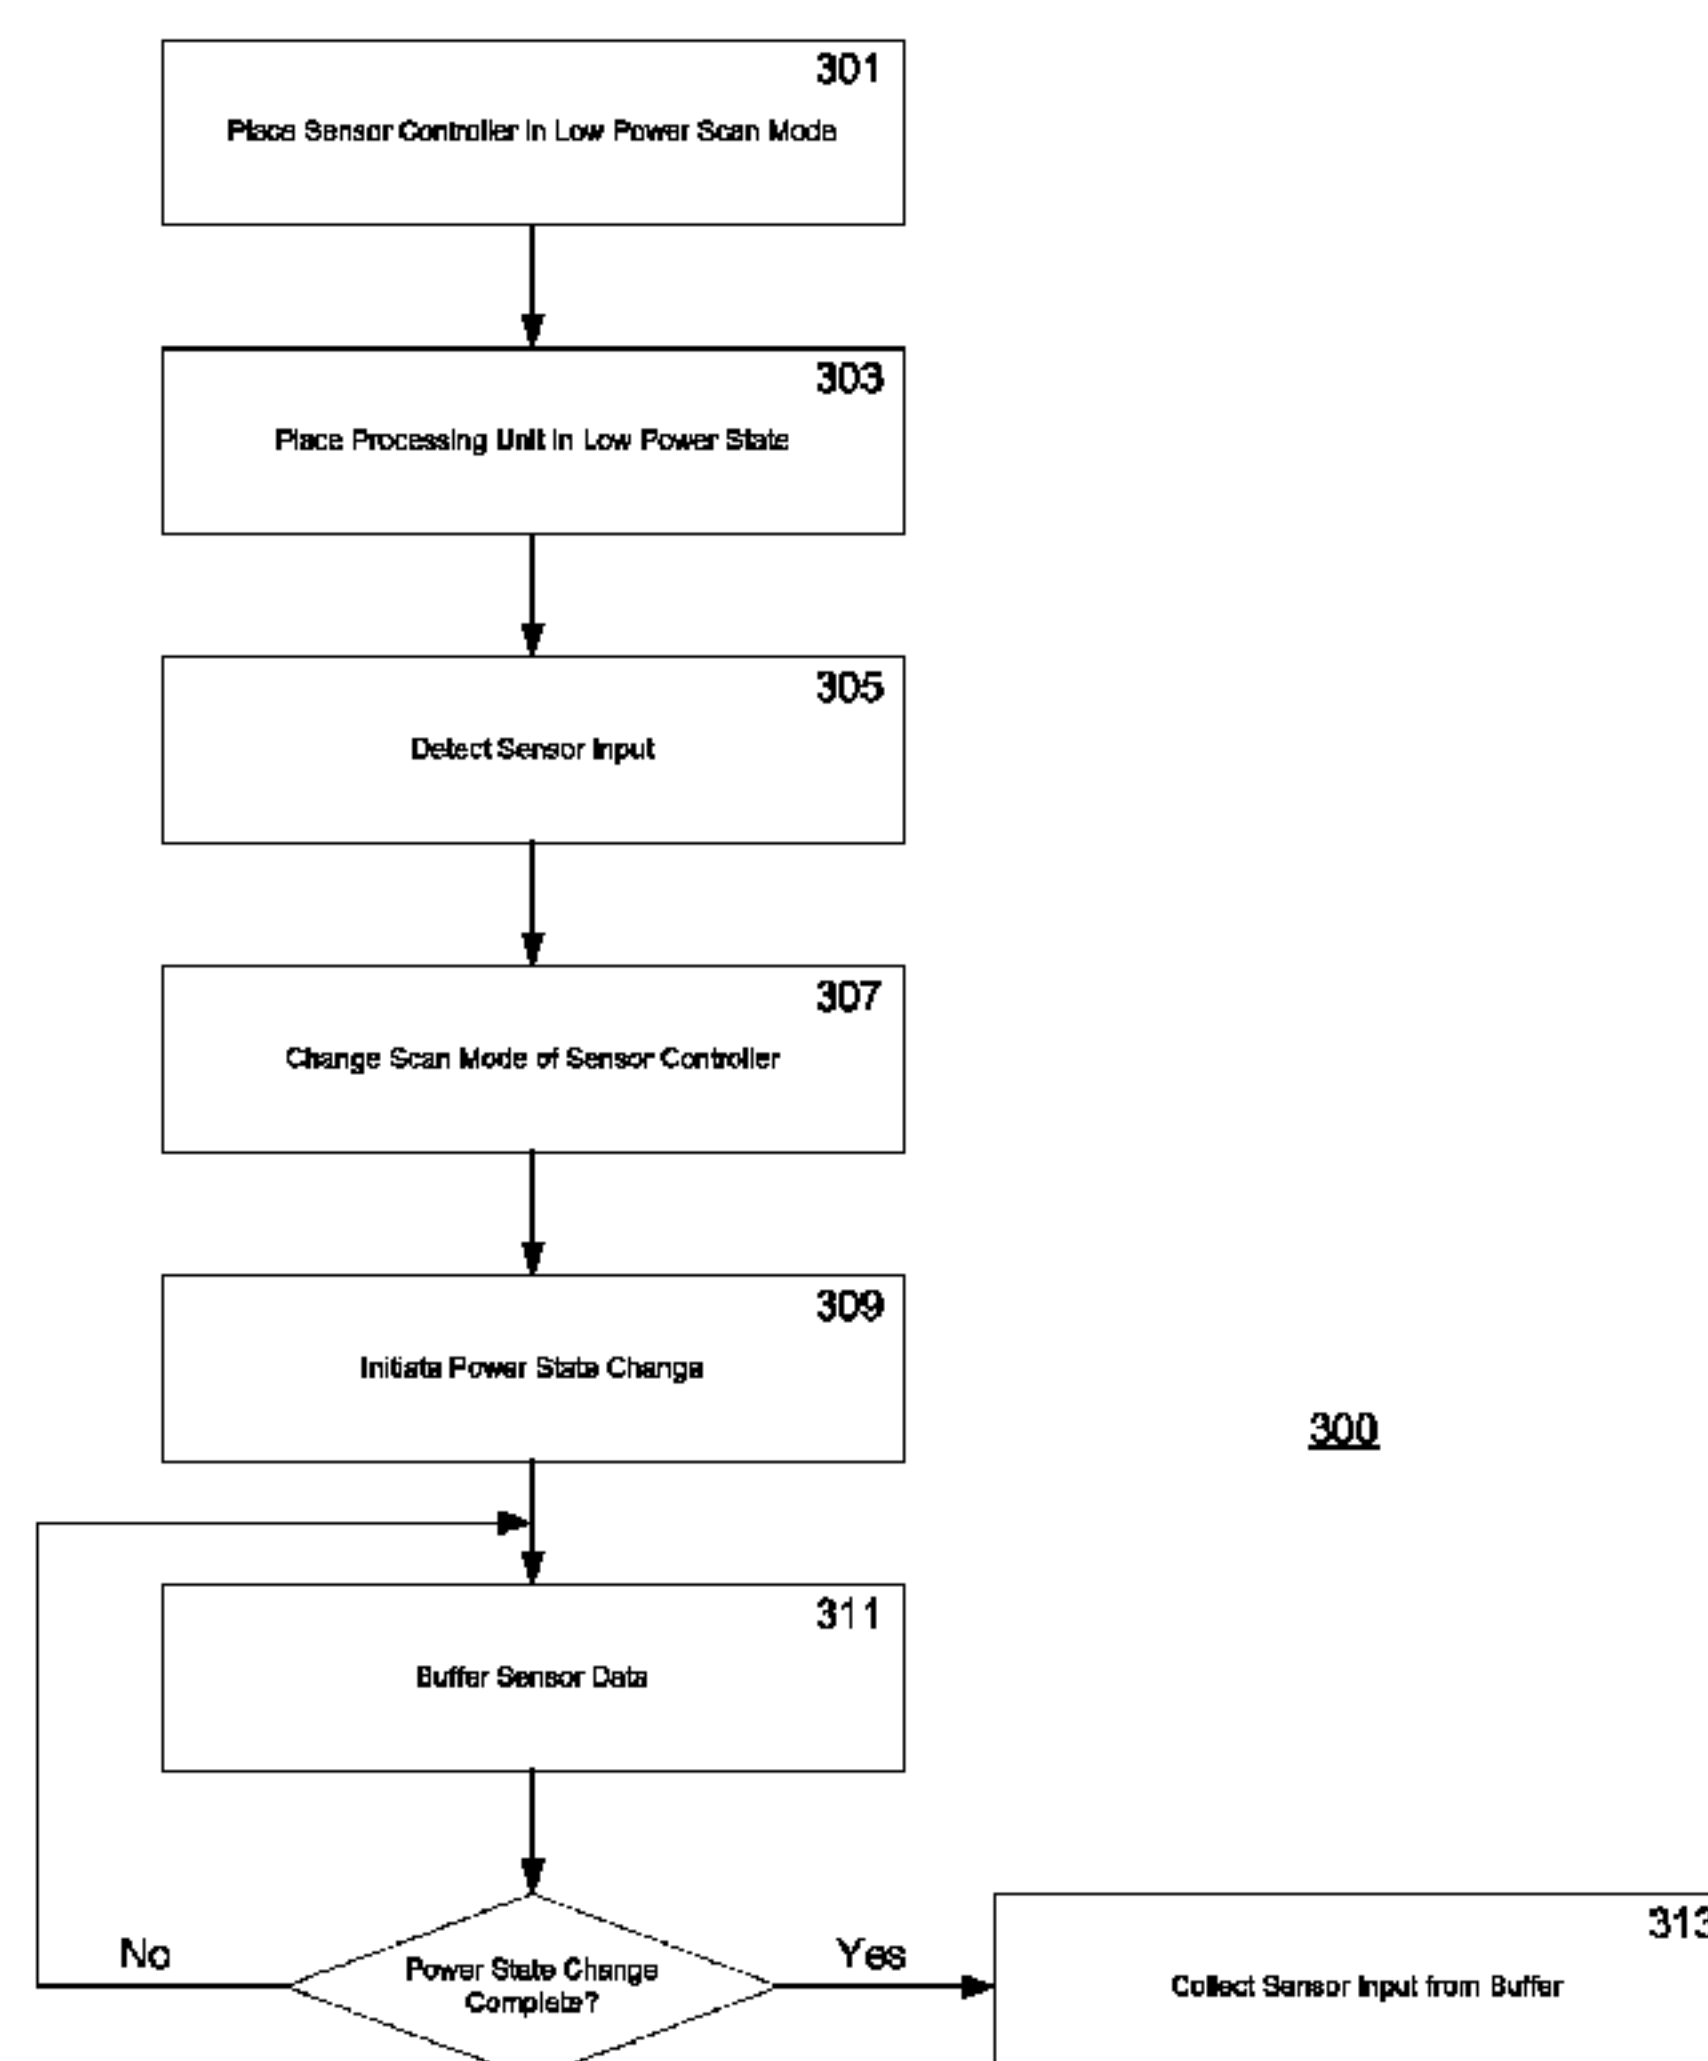 301
Place Sensor Controller in Low Power Scan Mode
303
Place Processing Unit in Low Power State
305
Detect Sensor Input
307
Change Scan Mode of Sensor Controller
309
Initiate Power State Change
300
311
Buffer Sensor Data
No
Power State Change
Complete?
Yes
313
Collect Sensor Input from Buffer